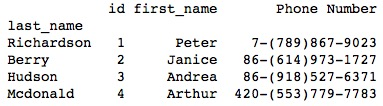 id first_name Phone Number
last_name
Richardson 1 Peter 7-(789)867-9023
Berry 2 Janice 86-(614)973-1727
Hudson 3 Andrea 86-(918)527-6371
Mcdonald 4 Arthur 420-(553)779-7783